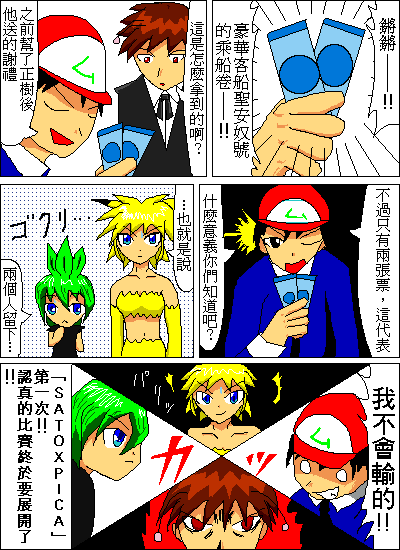 鏘鏘
──!!
豪華客船聖安奴號
的乘船卷──!!
這是怎麼拿到的啊?
之前幫了正樹後
他送的謝禮
不過只有兩張票,這代表
什麼意義你們知道吧?
…也就是說
ゴクリ…
兩個人留下…
我不會輸的!!
パリッ
カッ
「SATOXPICA」
第一次!!
認真的比賽終於要展開了
!!